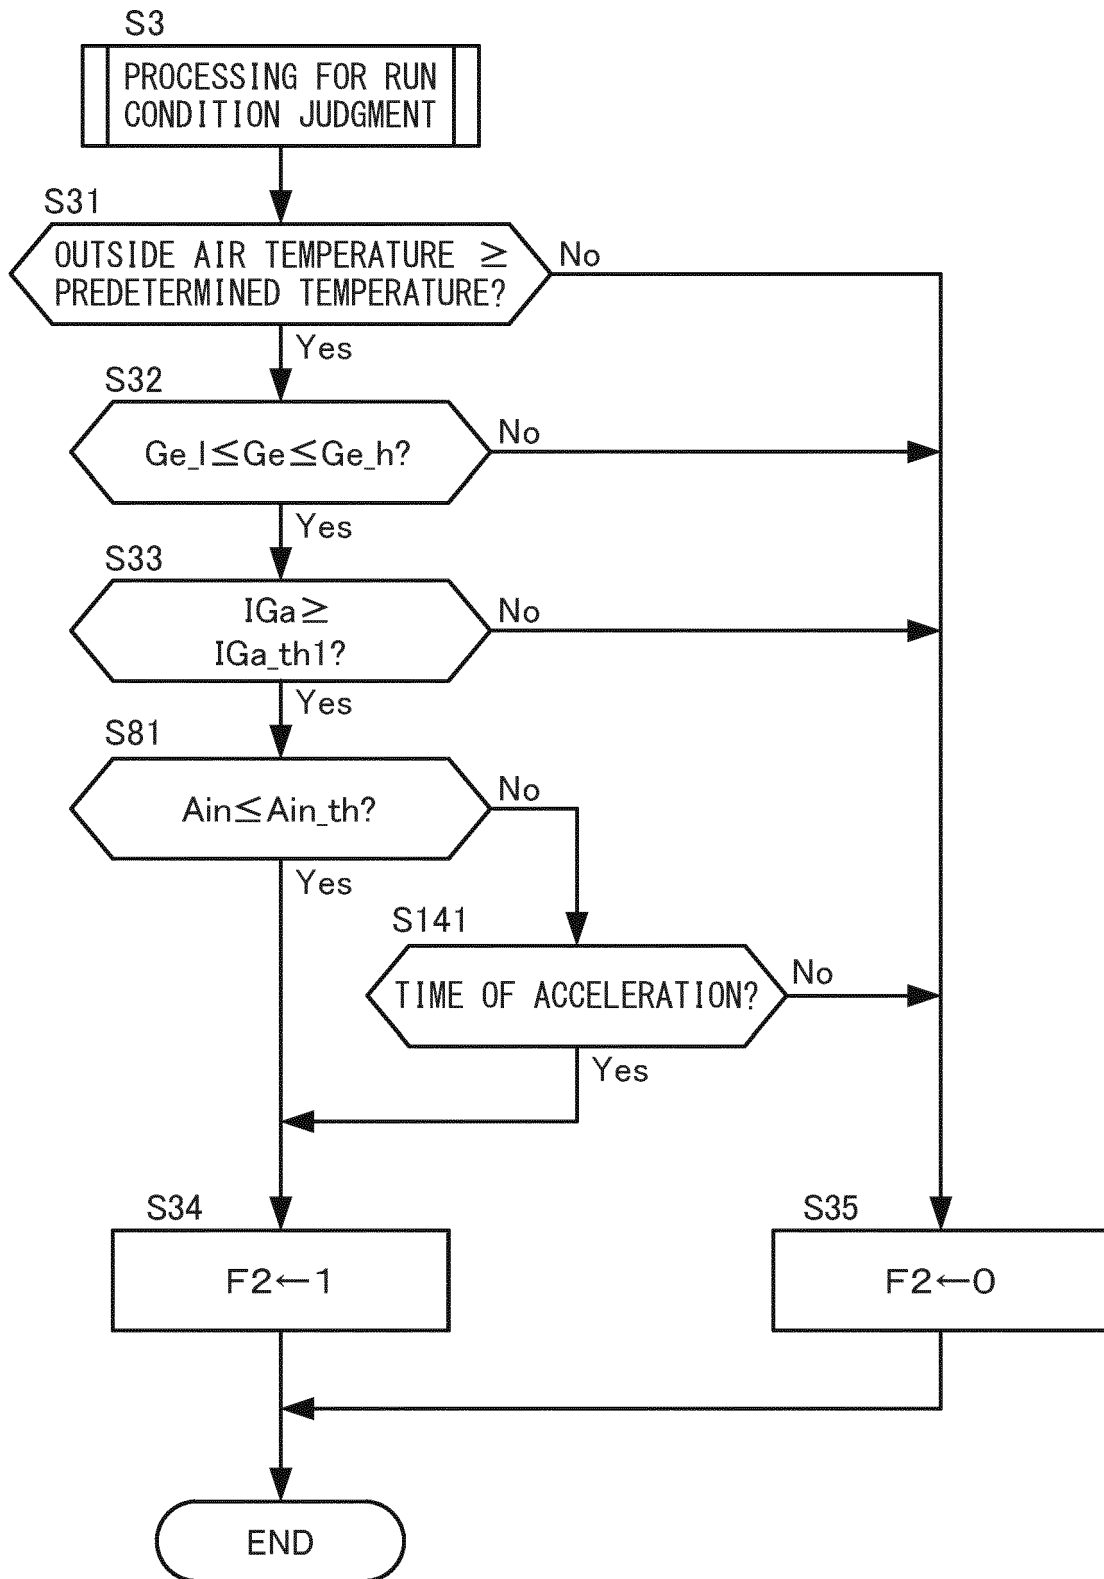 S3
PROCESSING FOR RUN
CONDITION JUDGMENT
S31
OUTSIDE AIR TEMPERATURE ≥
PREDETERMINED TEMPERATURE?
No
Yes
S32
Ge_l≤Ge≤Ge_h?
No
Yes
S33
IGa≥
IGa_th1?
No
Yes
S81
Ain≤Ain_th?
No
Yes
S141
TIME OF ACCELERATION?
No
Yes
S34
F2←1
S35
F2←0
END